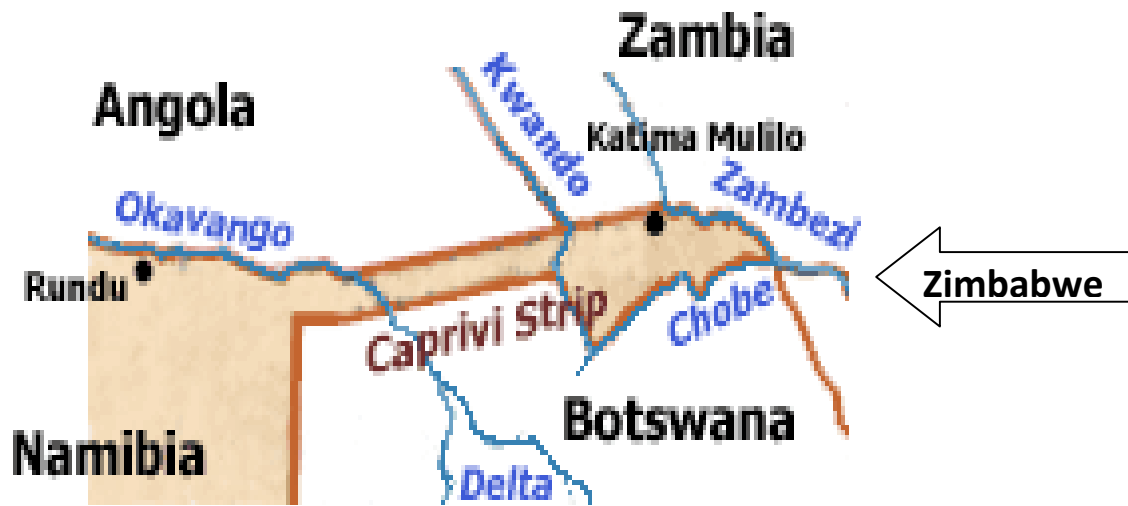 Zambia
Angola
Kwando
Katima Mulilo
Okavango
Zambezi
Rundu
Zimbabwe
Chobe
Caprivi Strip
Botswana
Namibia
Delta